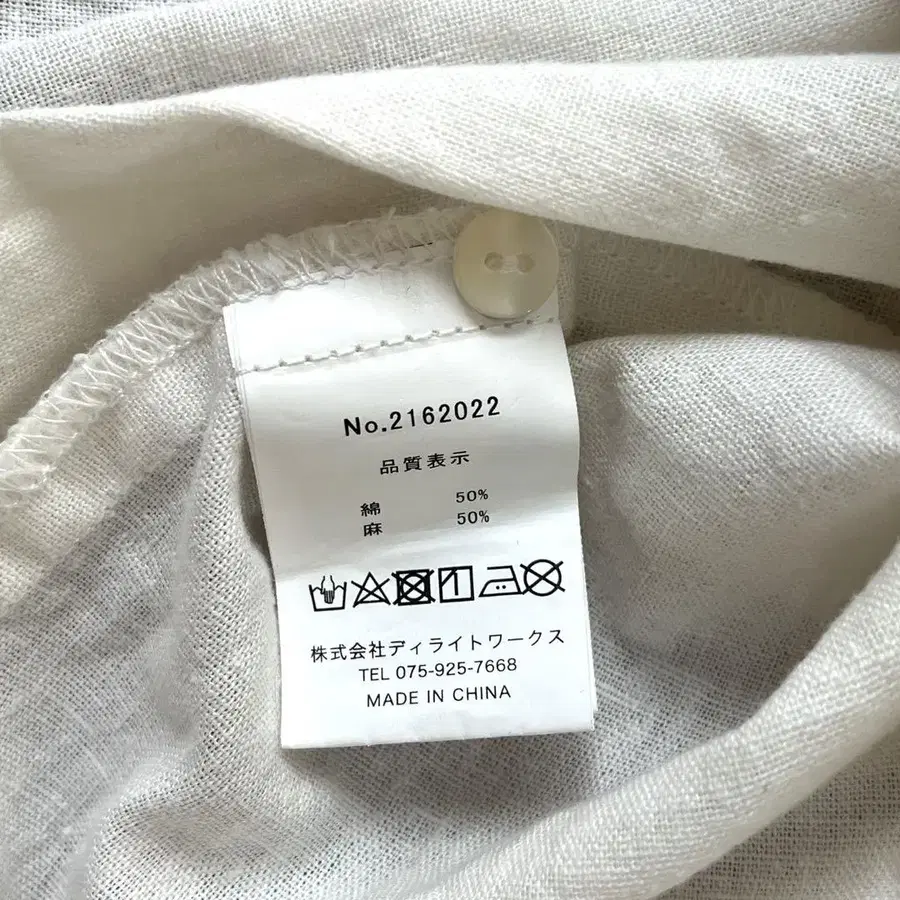 No.2162022
品質表示
綿 50%
麻 50%
株式会社ディライトワークス
TEL 075-925-7668
MADE IN CHINA